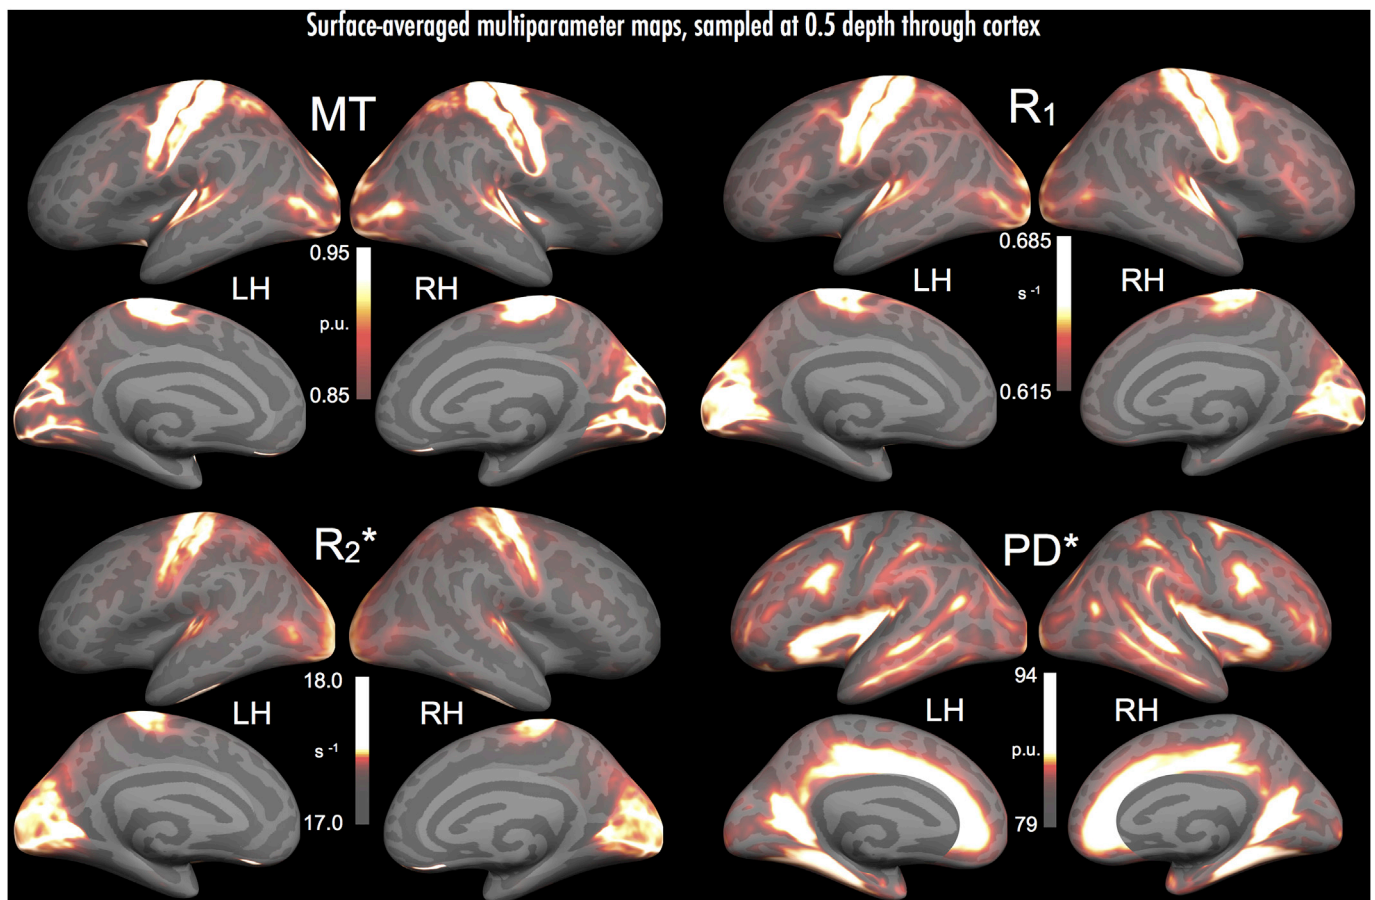 Surface-averaged multiparameter maps, sampled at 0.5 depth through cortex
MT
R1
0.95
p.u.
0.85
LH
RH
0.685
s -1
0.615
LH
RH
R2*
PD*
18.0
s -1
17.0
LH
RH
94
p.u.
79
LH
RH